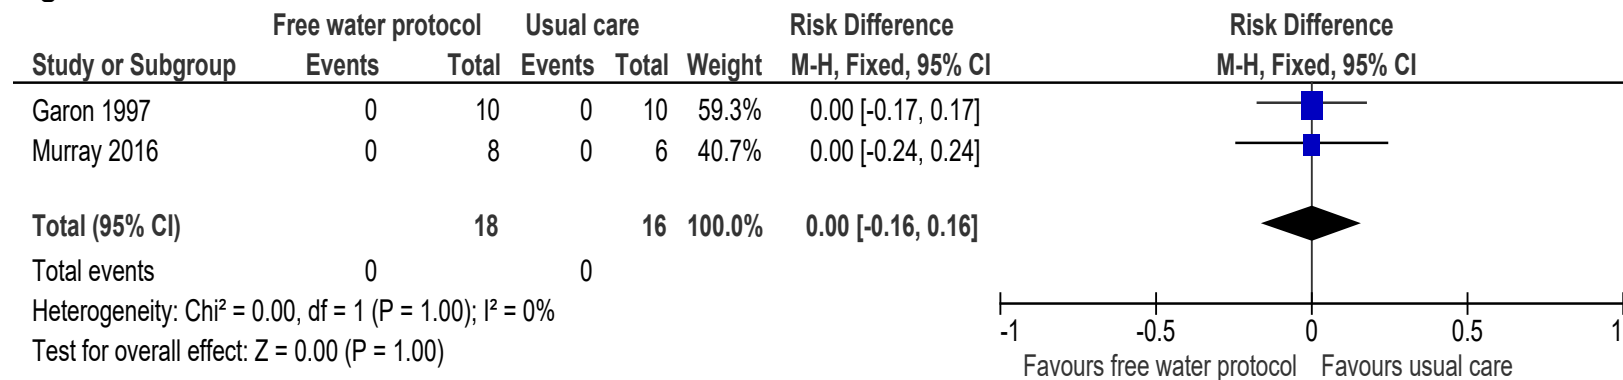 Free water protocol Usual care Risk Difference Risk Difference
Study or Subgroup Events Total Events Total Weight M-H, Fixed, 95% CI M-H, Fixed, 95% CI
Garon 1997 0 10 0 10 59.3% 0.00 [-0.17, 0.17]
Murray 2016 0 8 0 6 40.7% 0.00 [-0.24, 0.24]
Total (95% CI) 18 16 100.0% 0.00 [-0.16, 0.16]
Total events 0 0
Heterogeneity: Chi² = 0.00, df = 1 (P = 1.00); I² = 0%
Test for overall effect: Z = 0.00 (P = 1.00)
-1 -0.5 0 0.5 1
Favours free water protocol Favours usual care